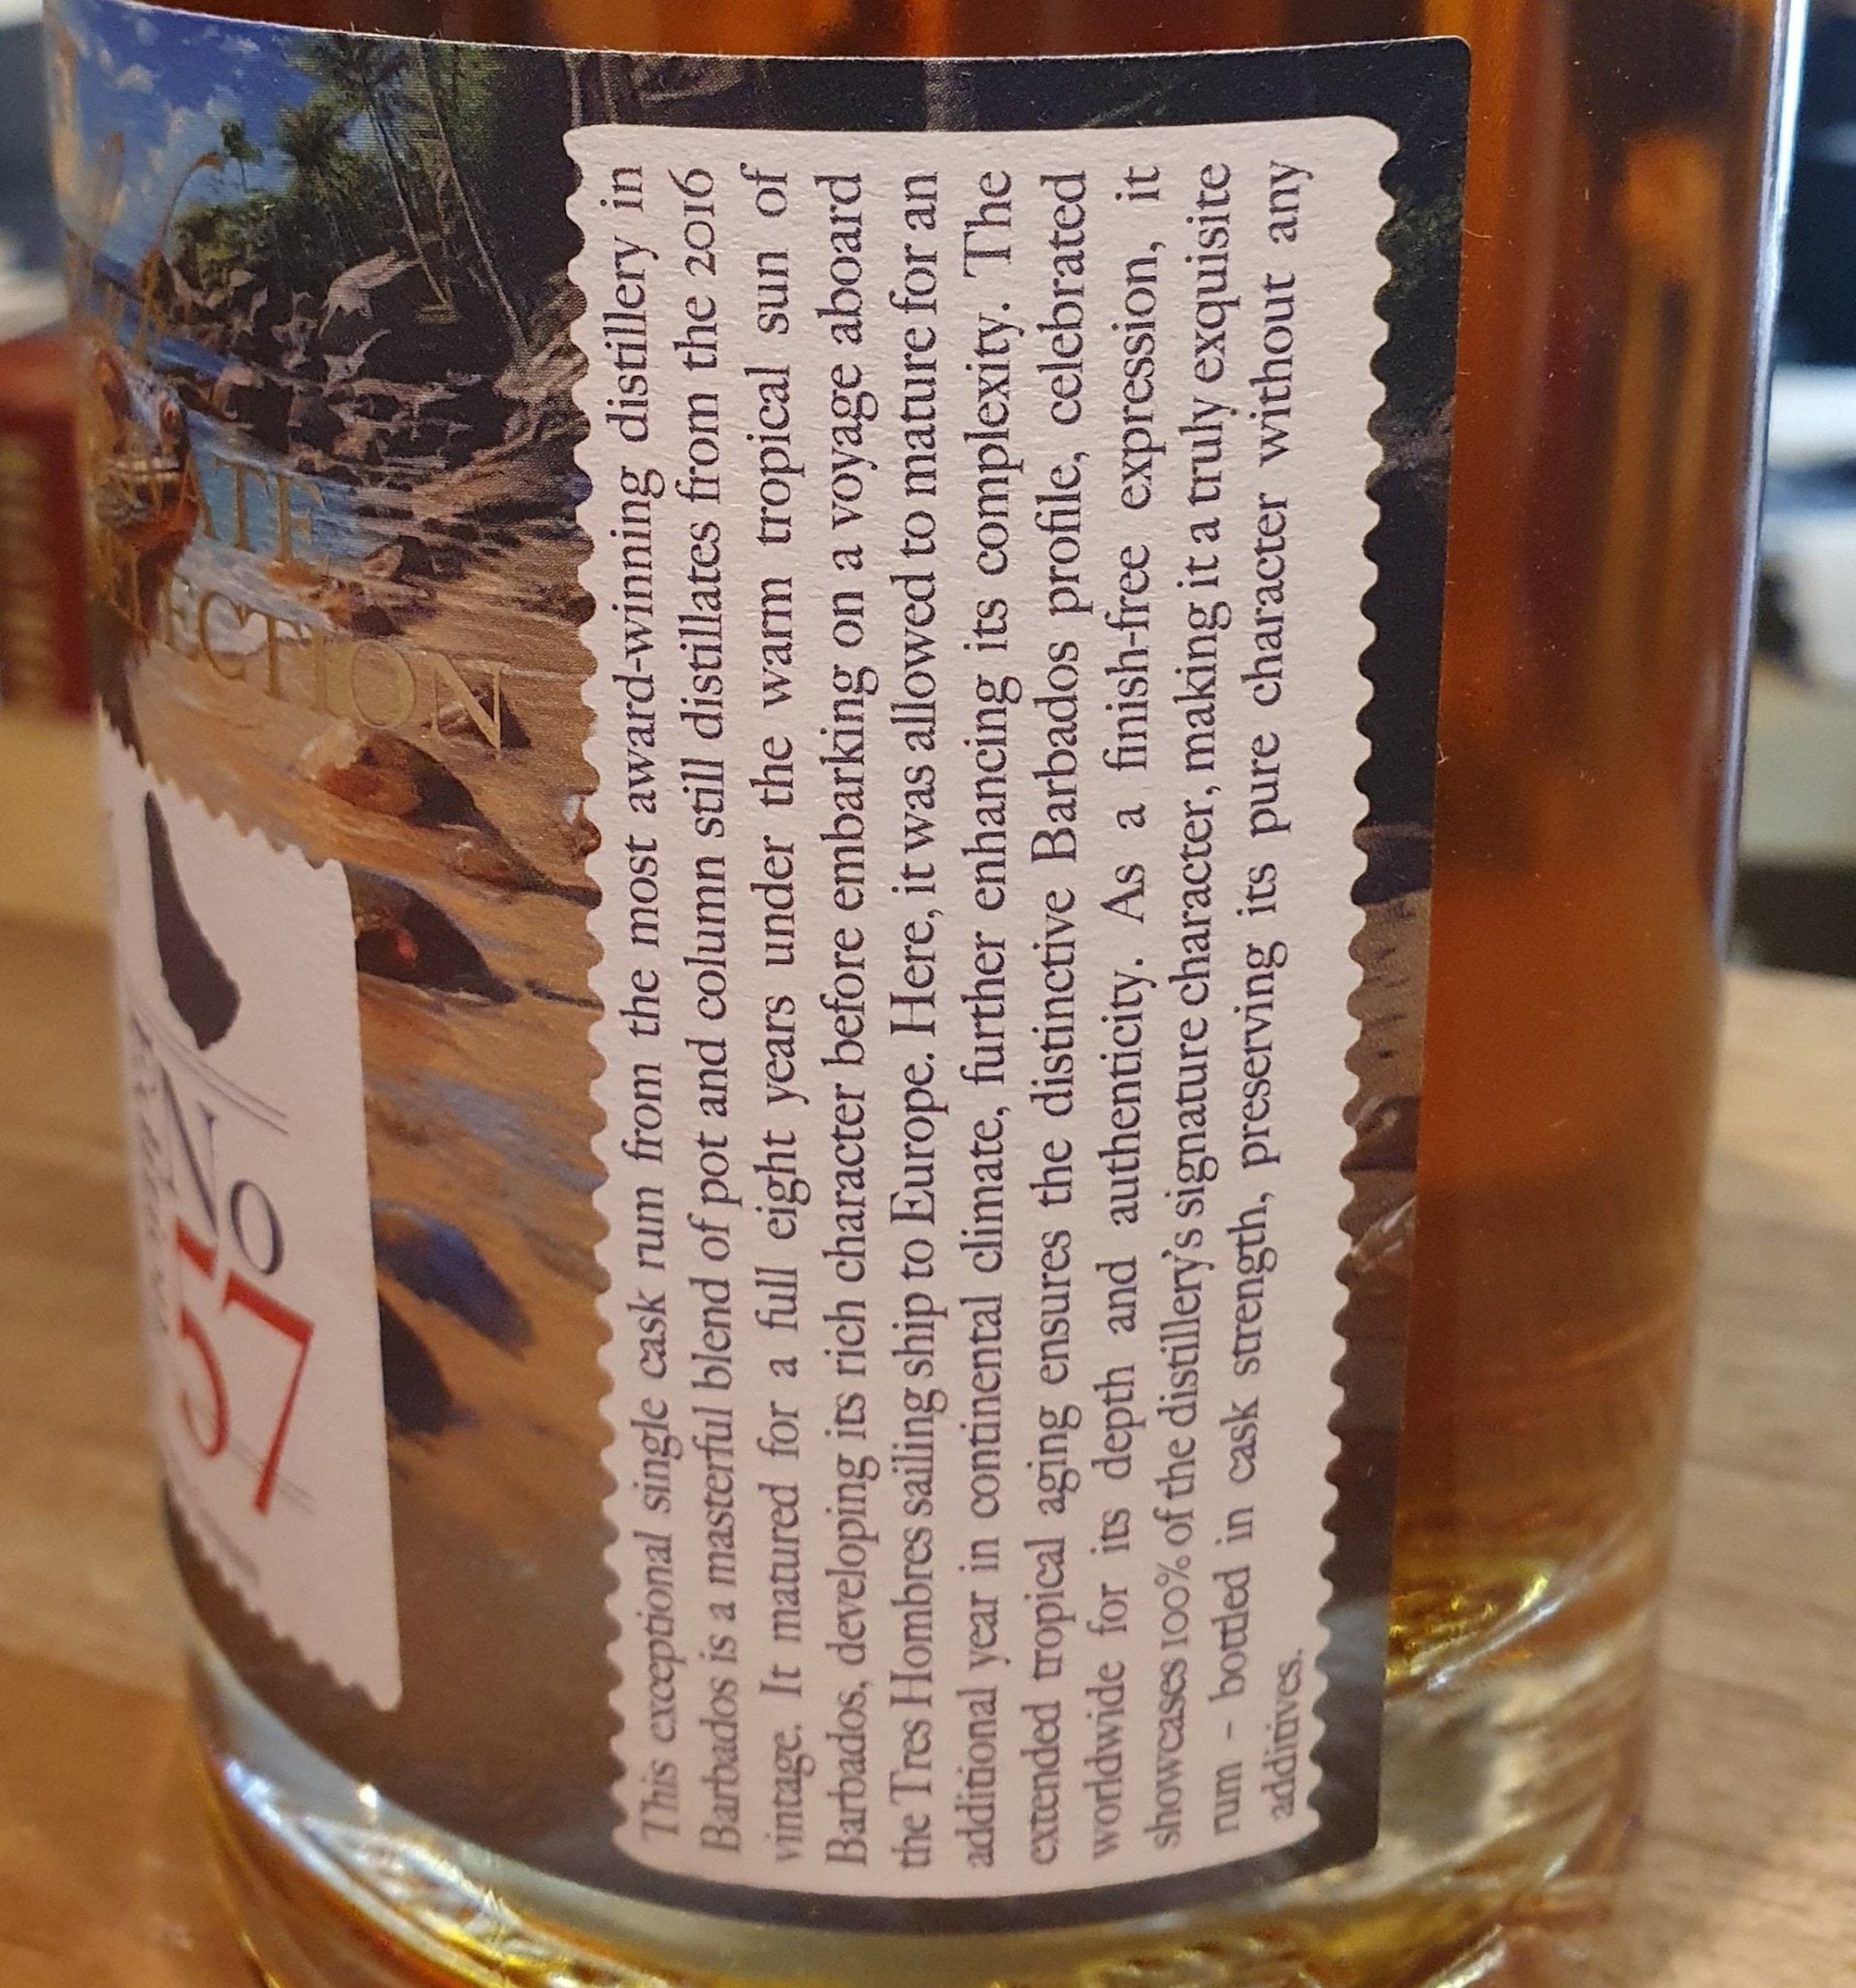 This exceptional single cask rum from the most award-winning distillery in
Barbados is a masterful blend of pot and column still distillates from the 2016
vintage. It matured for a full eight years under the warm tropical sun of
Barbados, developing its rich character before embarking on a voyage aboard
the Tres Hombres sailing ship to Europe. Here, it was allowed to mature for an
additional year in continental climate, further enhancing its complexity. The
extended tropical aging ensures the distinctive Barbados profile, celebrated
worldwide for its depth and authenticity. As a finish-free expression, it
showcases 100% of the distillery's signature character, making it a truly exquisite
rum - bottled in cask strength, preserving its pure character without any
additives.